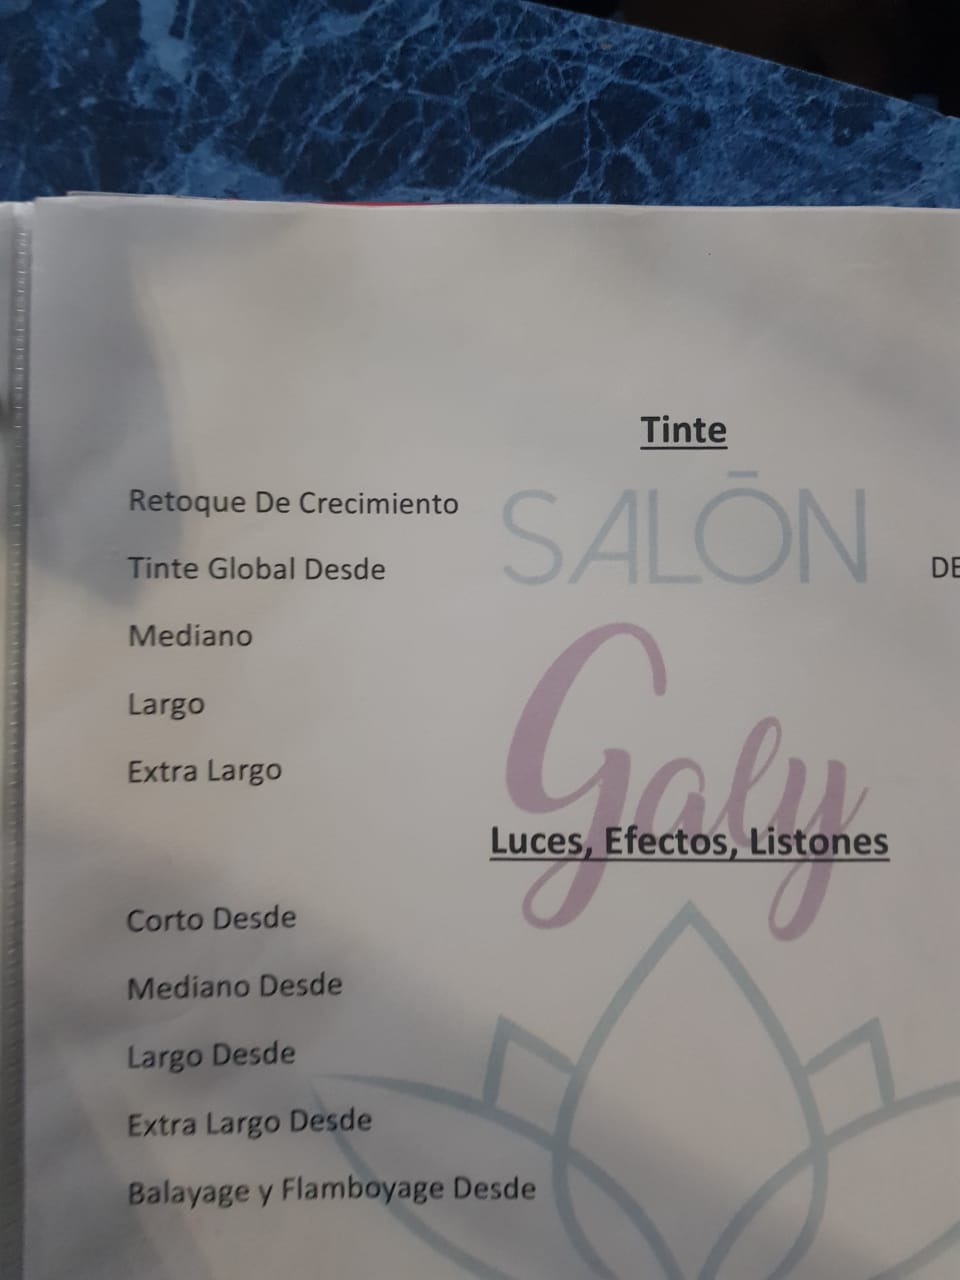 Tinte
SALŌN
Retoque De Crecimiento
Tinte Global Desde
DE
Mediano
Largo
Galy
Extra Largo
Luces, Efectos, Listones
Corto Desde
Mediano Desde
Largo Desde
Extra Largo Desde
Balayage y Flamboyage Desde